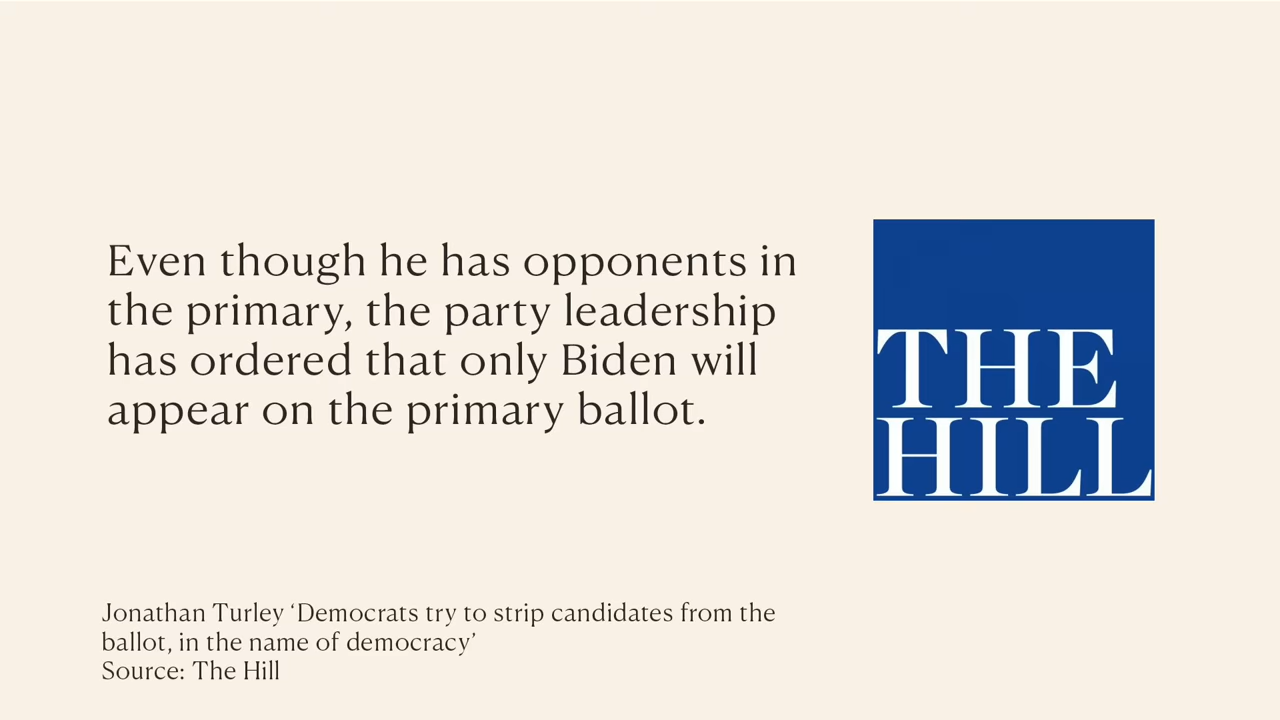 Even though he has opponents in
the primary, the party leadership
has ordered that only Biden will
appear on the primary ballot.
THE
HILL
Jonathan Turley ‘Democrats try to strip candidates from the
ballot, in the name of democracy’
Source: The Hill